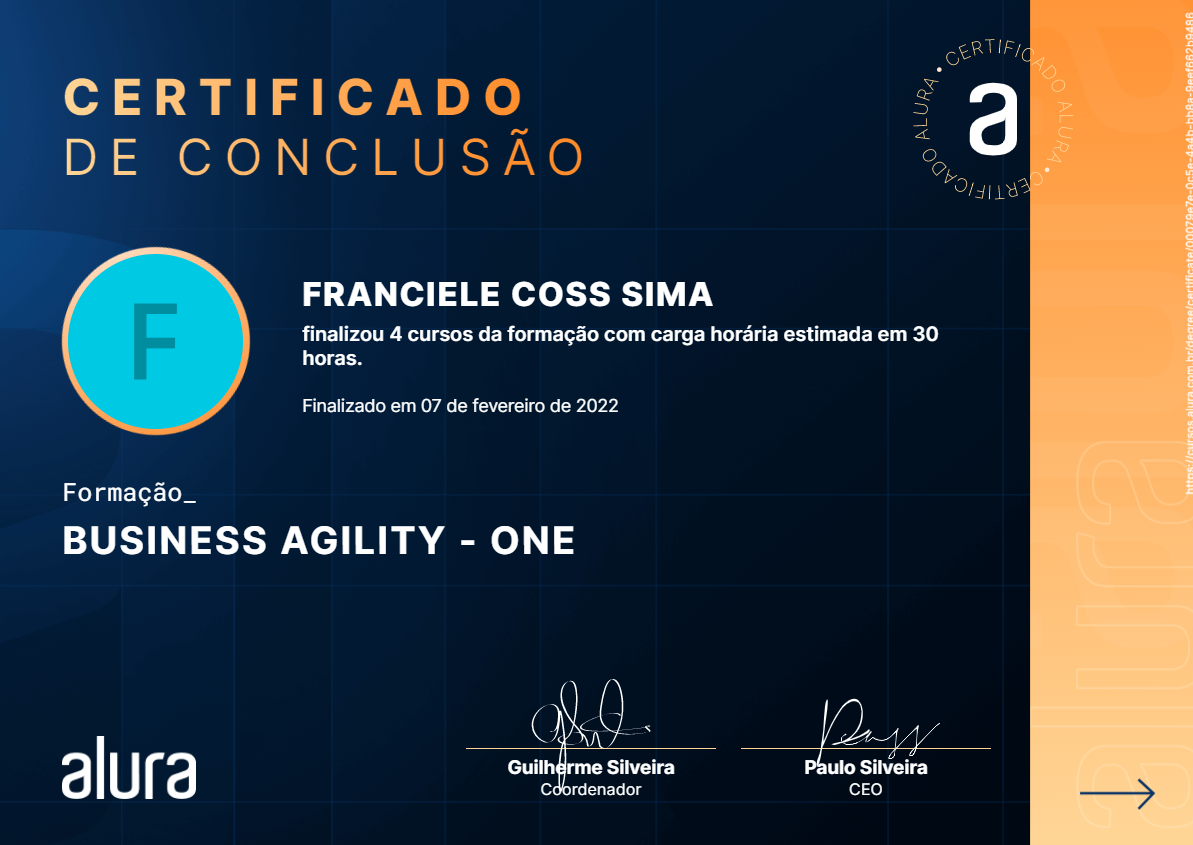 CERTIFICADO
DE CONCLUSÃO
CERTIFICADO ALURA • CERTIFICADO ALURA •
a
F
FRANCIELE COSS SIMA
finalizou 4 cursos da formação com carga horária estimada em 30
horas.
Finalizado em 07 de fevereiro de 2022
Formação_
BUSINESS AGILITY - ONE
alura
Guilherme Silveira
Coordenador
Paulo Silveira
CEO
alura